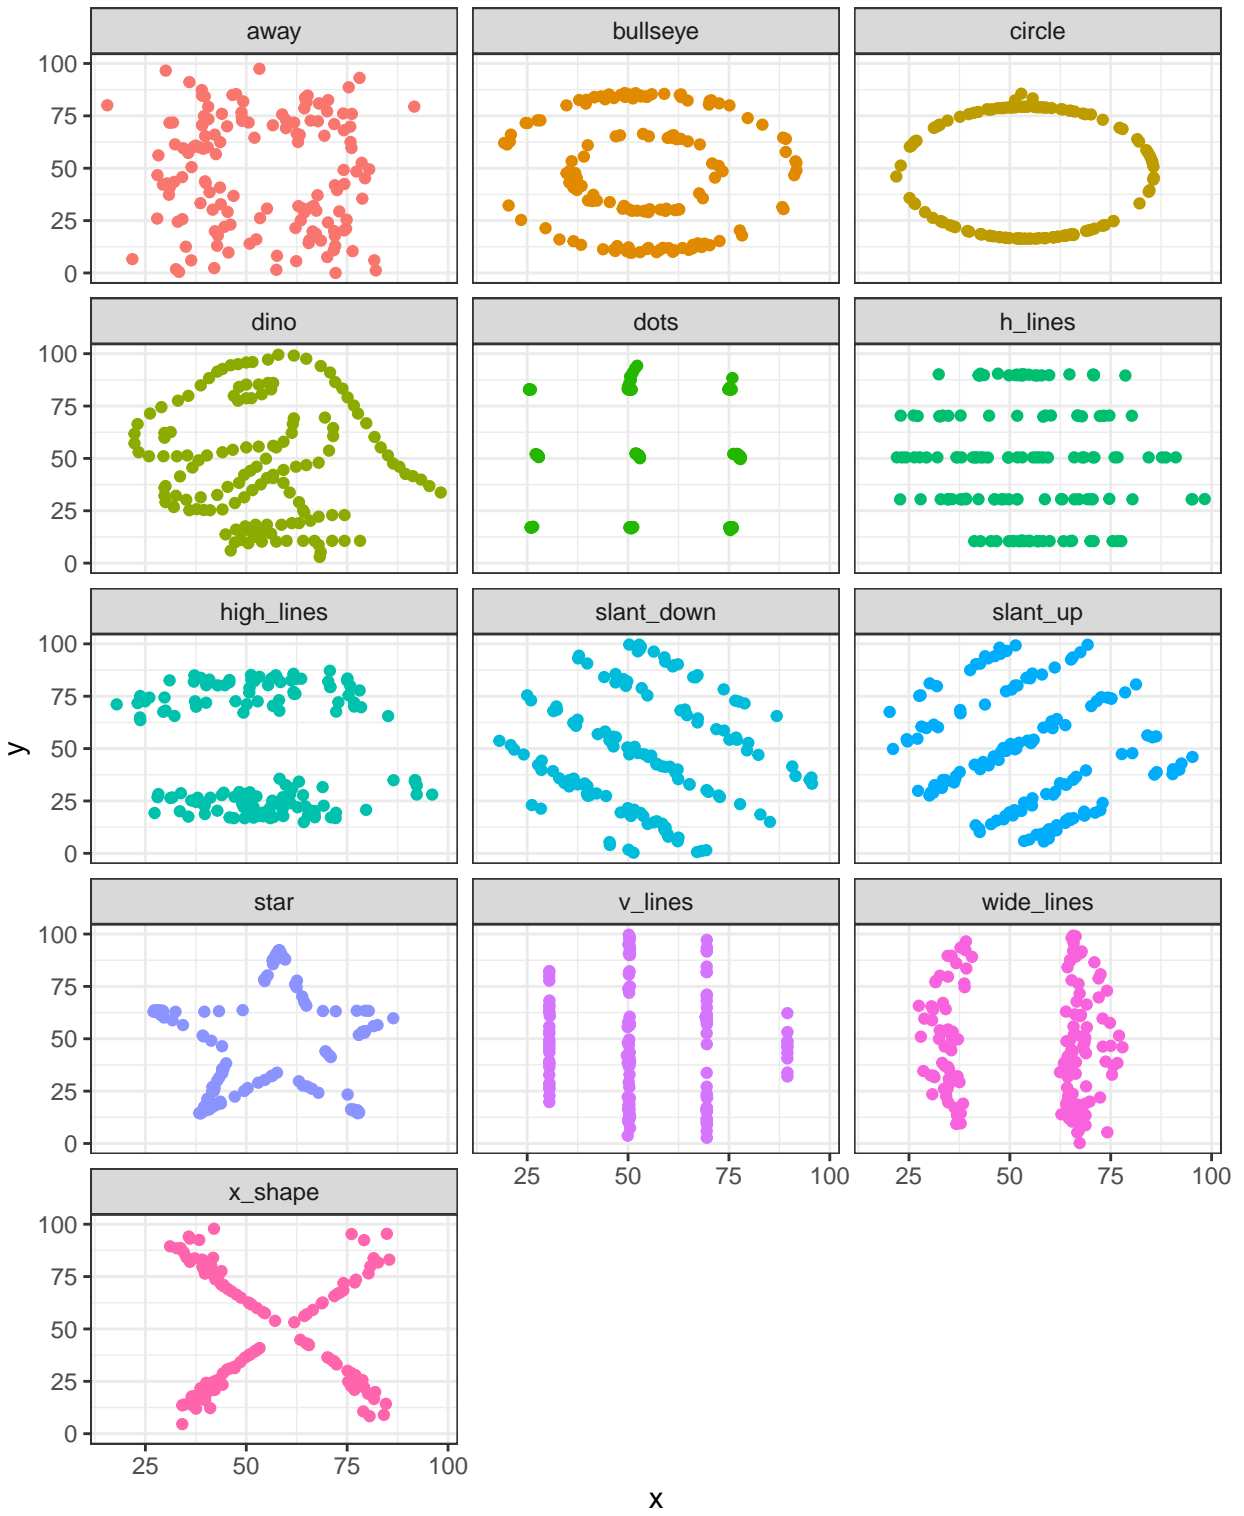 away bullseye circle
100
75
50
25
0
dino dots h_lines
100
75
50
25
0
high_lines slant_down slant_up
100
75
50
25
0
y
star v_lines wide_lines
100
75
50
25
0
25 50 75 100 25 50 75 100
x_shape
100
75
50
25
0
25 50 75 100
x